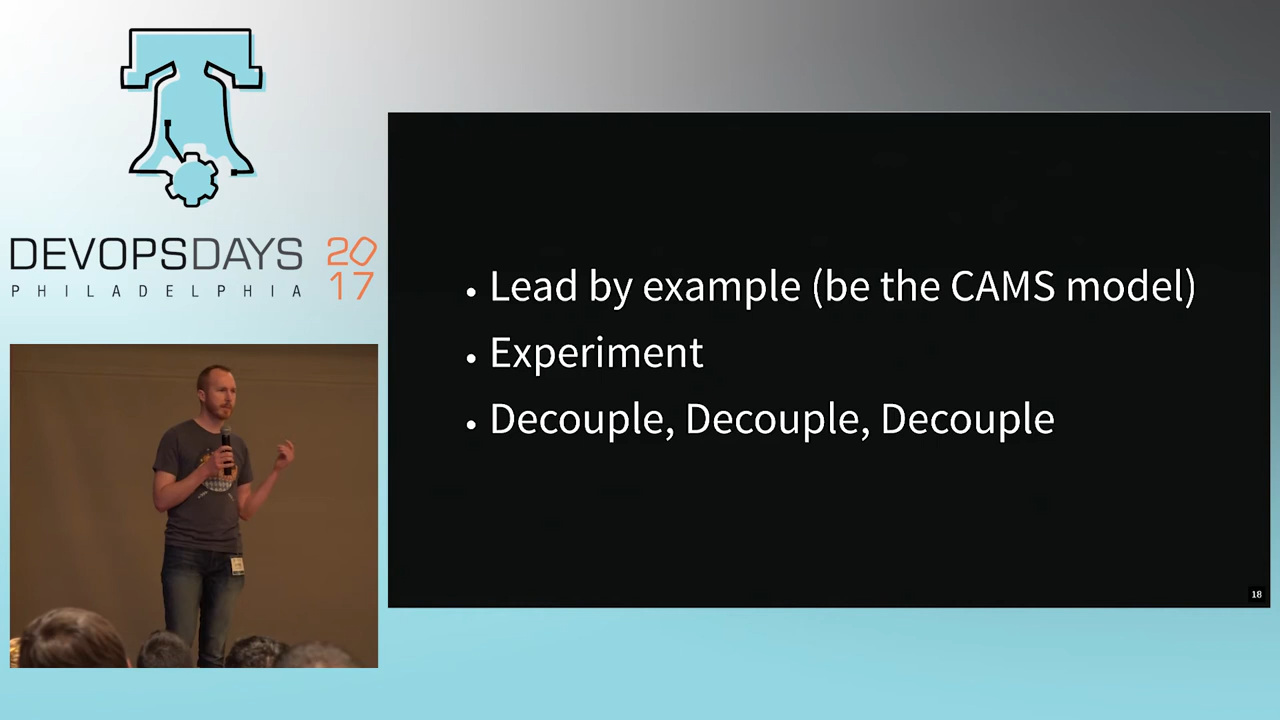 DEVOPSDAYS 2017
PHILADELPHIA
• Lead by example (be the CAMS model)
• Experiment
• Decouple, Decouple, Decouple
18